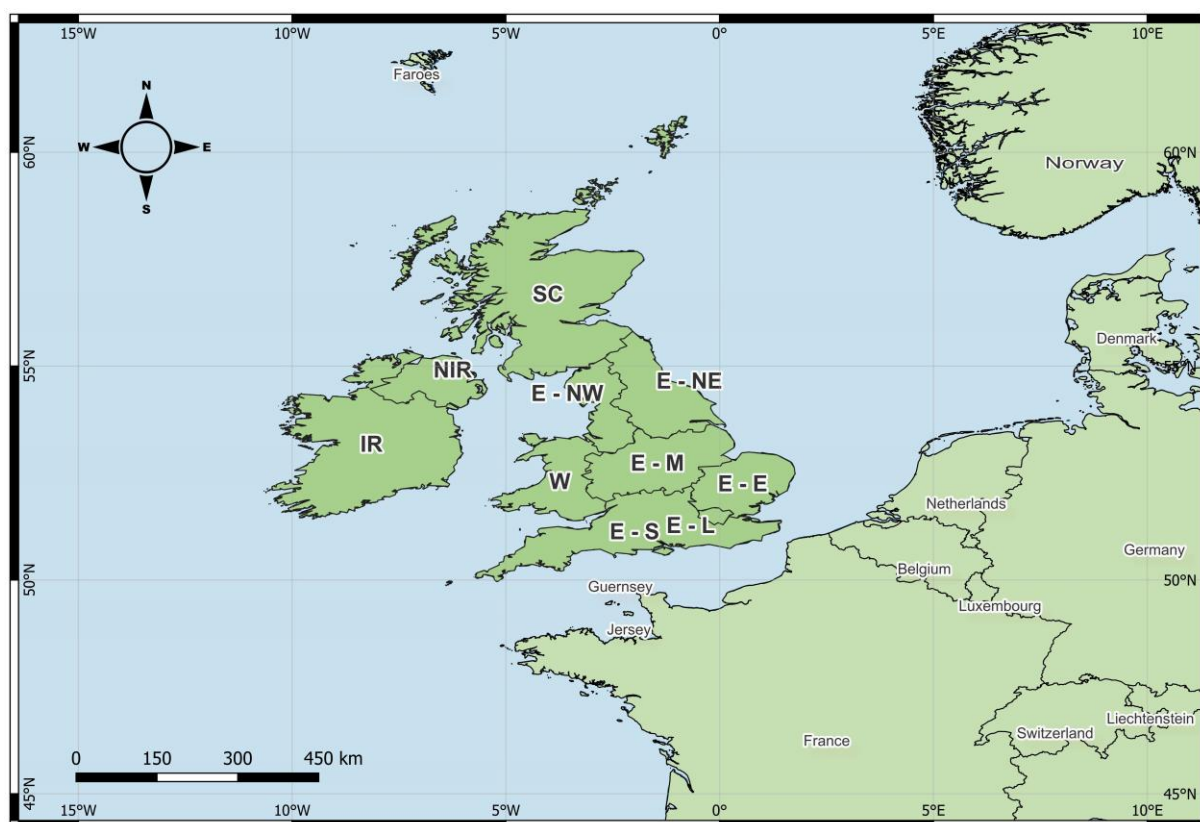 15°W 10°W 5°W 0° 5°E 10°E
Faroes
N
W E
S
60°N 60°N
Norway
SC
Denmark
55°N 55°N
NIR
E - NE
E - NW
IR
E - M
W
E - E
Netherlands
E - S E - L
Germany
Belgium
50°N 50°N
Guernsey
Luxembourg
Jersey
Liechtenstein
Switzerland
France
0 150 300 450 km
45°N 45°N
15°W 10°W 5°W 0° 5°E 10°E